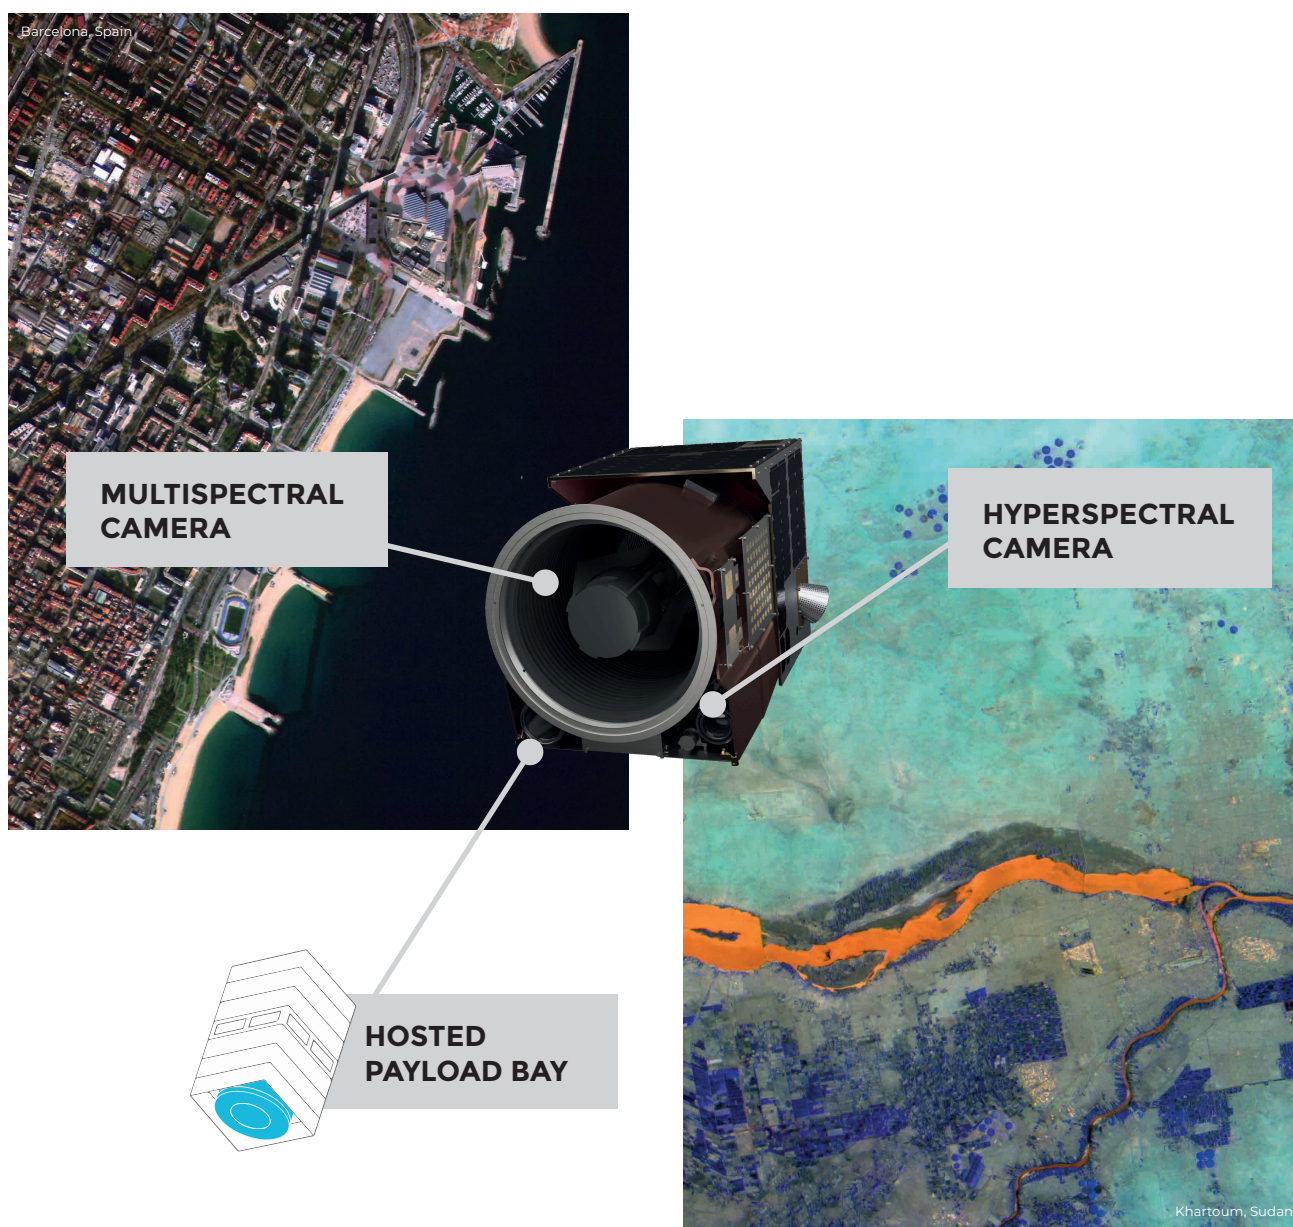 Barcelona, Spain
MULTISPECTRAL
CAMERA
HYPERSPECTRAL
CAMERA
HOSTED
PAYLOAD BAY
Khartoum, Sudan